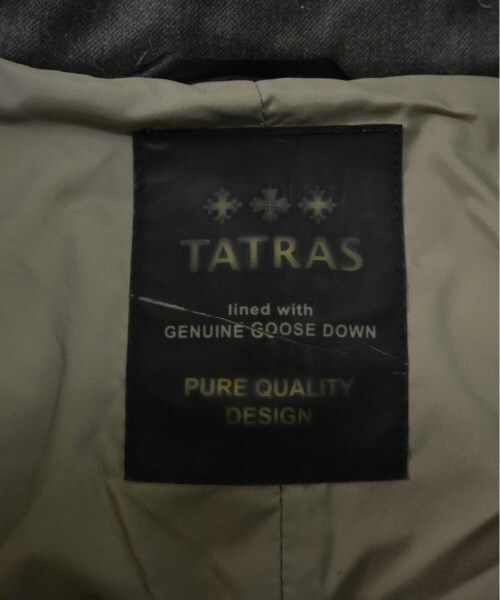 TATRAS
lined with
GENUINE GOOSE DOWN
PURE QUALITY
DESIGN